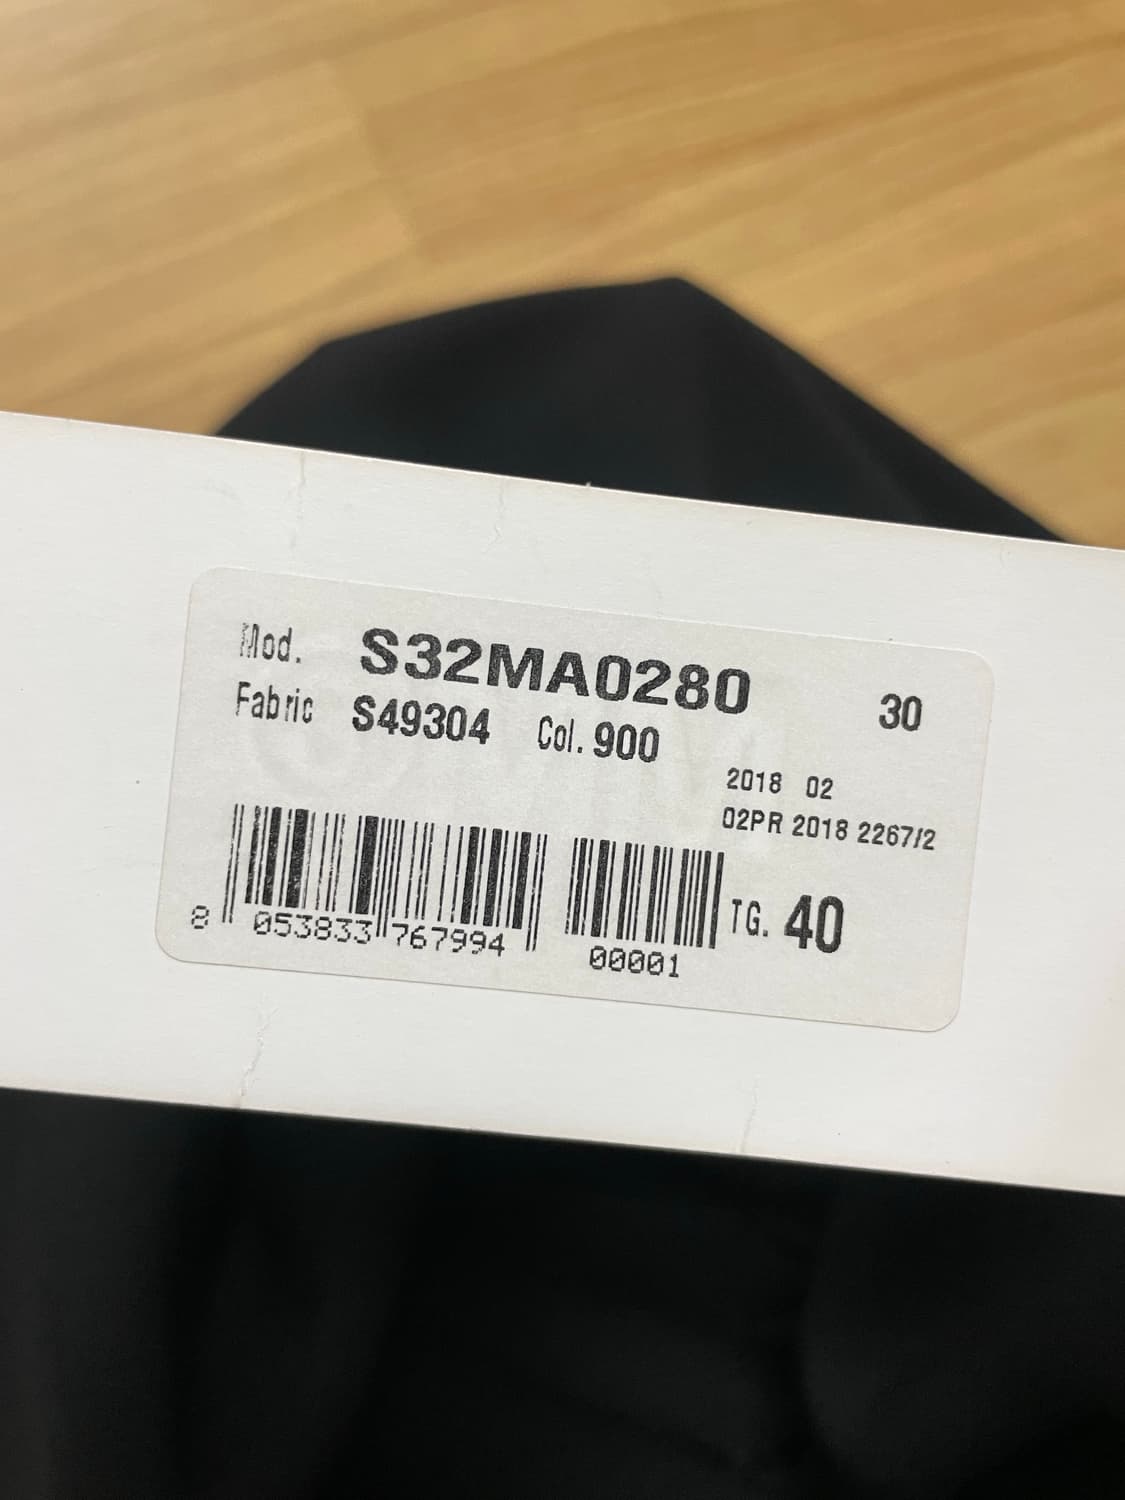 Mod. S32MA0280 30
Fabric S49304 Col. 900
2018 02
02PR 2018 2267/2
8 053833 767994
00001
TG. 40